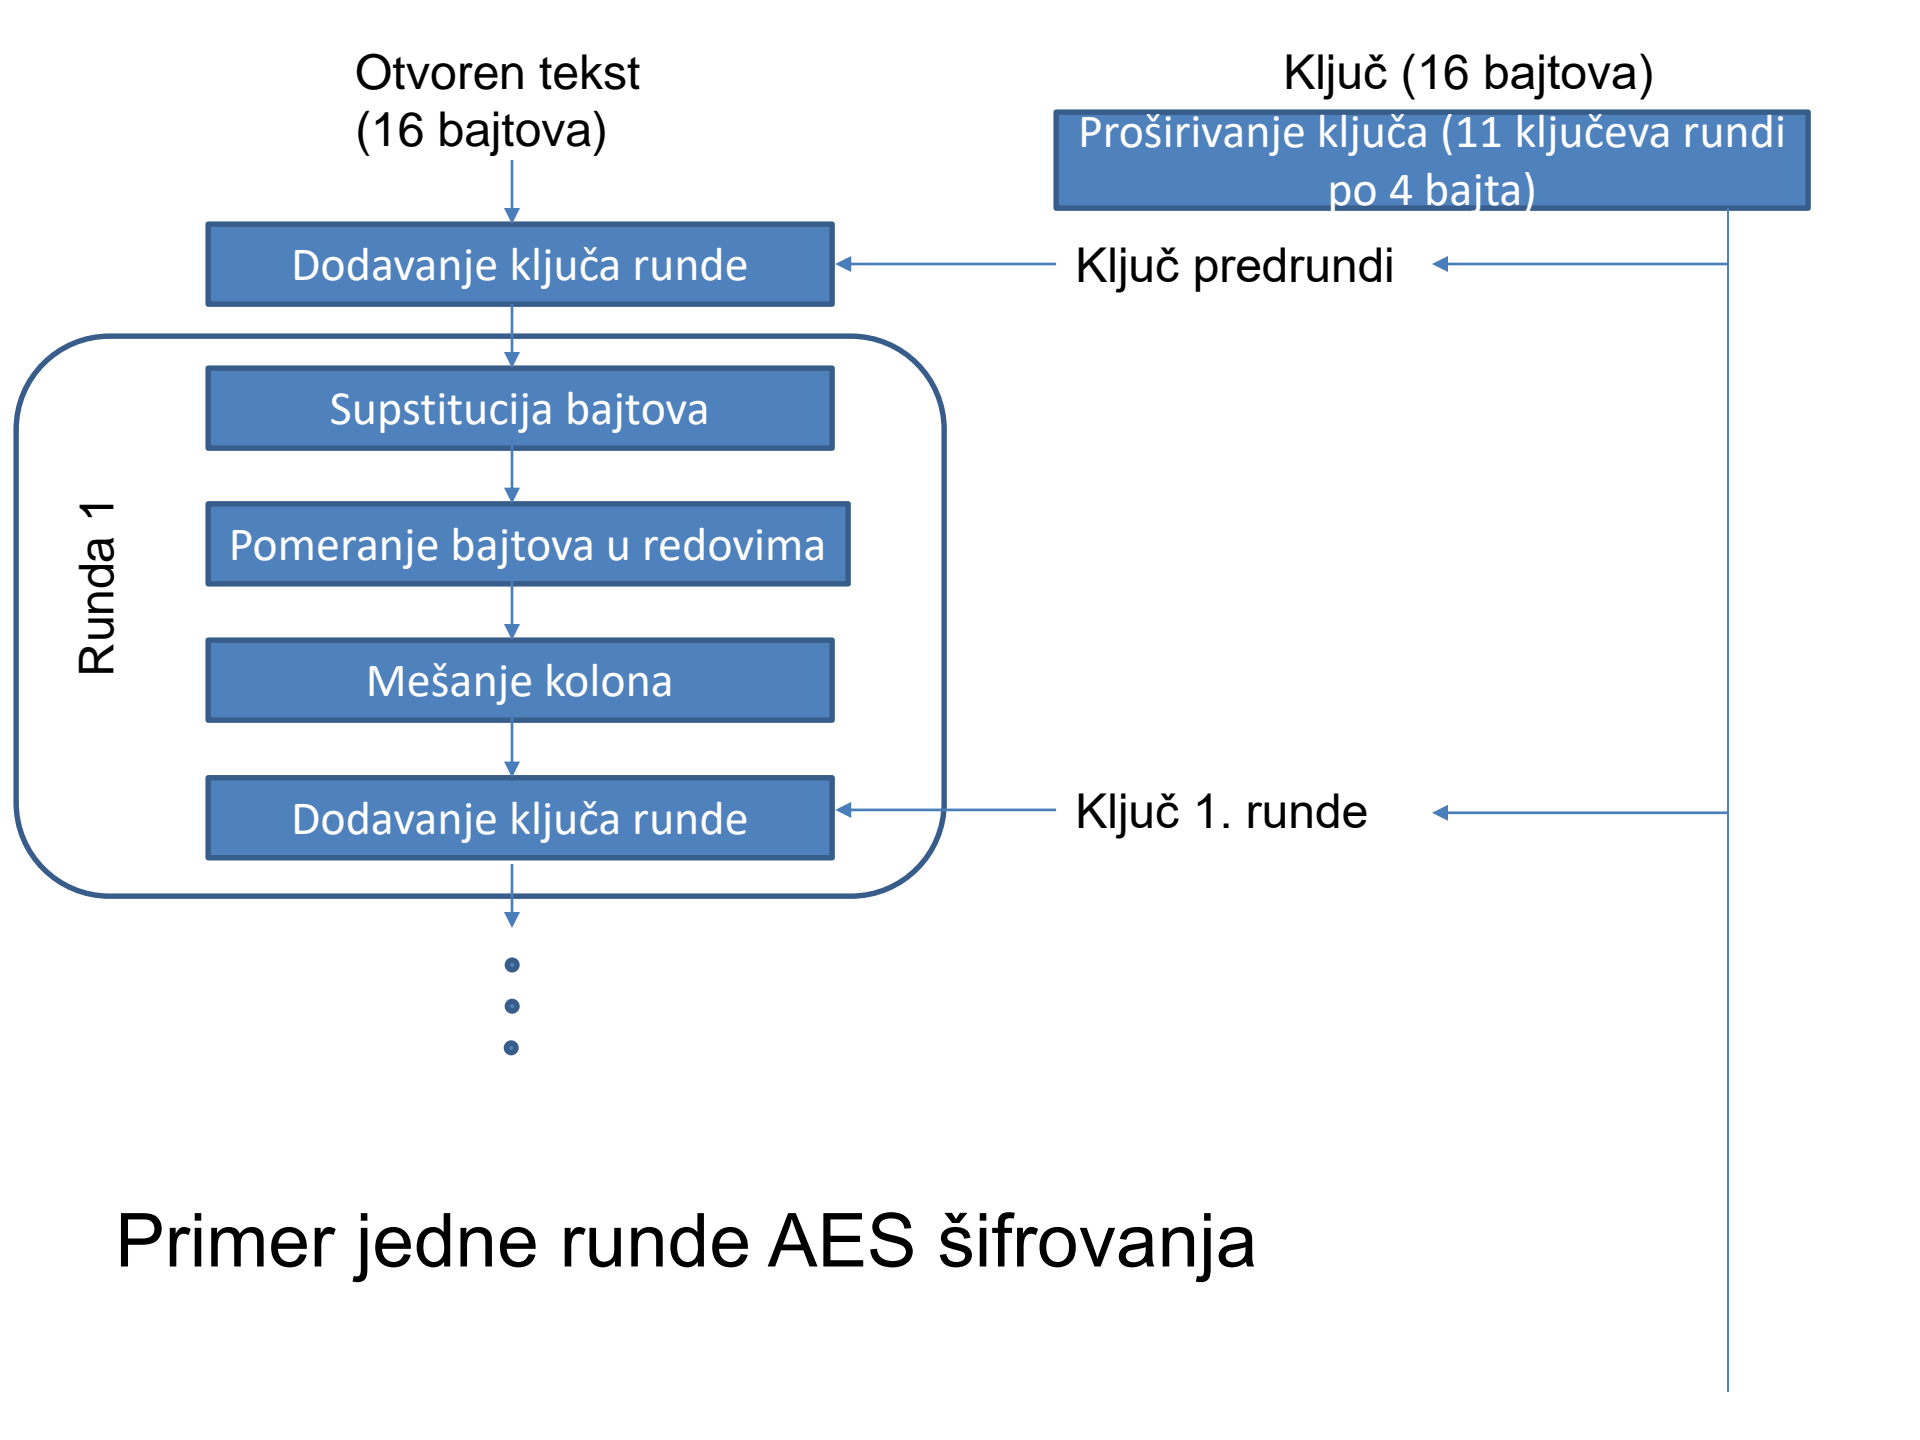 Otvoren tekst
(16 bajtova)
Ključ (16 bajtova)
Proširivanje ključa (11 ključeva rundi
po 4 bajta)
Dodavanje ključa runde
Ključ predrundi
Runda 1
Supstitucija bajtova
Pomeranje bajtova u redovima
Mešanje kolona
Dodavanje ključa runde
Ključ 1. runde
Primer jedne runde AES šifrovanja